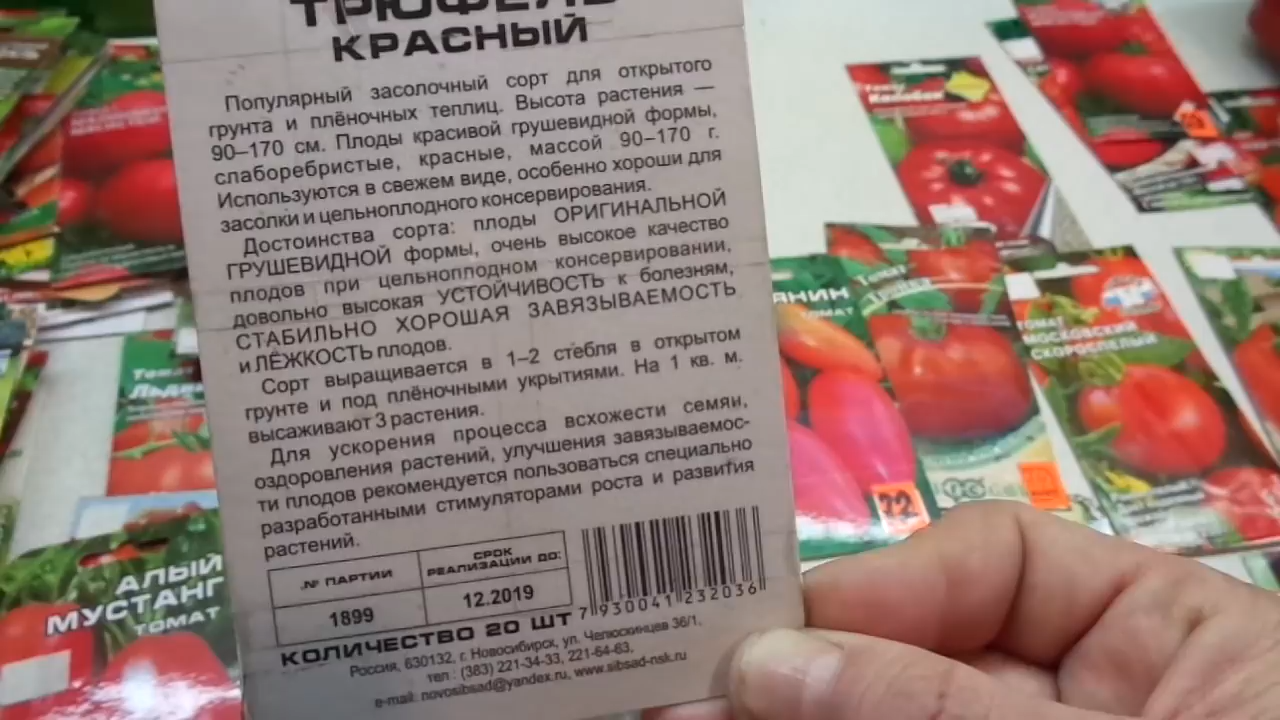 ТРЮФЕЛЬ
КРАСНЫЙ
Популярный засолочный сорт для открытого
грунта и плёночных теплиц. Высота растения —
90–170 см. Плоды красивой грушевидной формы,
слаборебристые, красные, массой 90–170 г.
Используются в свежем виде, особенно хороши для
засолки и цельноплодного консервирования.
Достоинства сорта: плоды ОРИГИНАЛЬНОЙ
ГРУШЕВИДНОЙ формы, очень высокое качество
плодов при цельноплодном консервировании,
довольно высокая УСТОЙЧИВОСТЬ к болезням,
СТАБИЛЬНО ХОРОШАЯ ЗАВЯЗЫВАЕМОСТЬ
и ЛЁЖКОСТЬ плодов.
Сорт выращивается в 1–2 стебля в открытом
грунте и под плёночными укрытиями. На 1 кв. м.
высаживают 3 растения.
Для ускорения процесса всхожести семян,
оздоровления растений, улучшения завязываемос-
ти плодов рекомендуется пользоваться специально
разработанными стимуляторами роста и развития
растений.
№ ПАРТИИ
СРОК
РЕАЛИЗАЦИИ ДО:
1899
12.2019
7 930041 232036
КОЛИЧЕСТВО 20 ШТ
Россия, 630132, г. Новосибирск, ул. Челюскинцев 36/1,
тел : (383) 221-34-33, 221-64-63,
e-mail: novosibsad@yandex.ru, www.sibsad-nsk.ru
АЛЫЙ
МУСТАНГ
ТОМАТ
Томат
ТОМАТ
72
ТОМАТ
МОСКОВСКИЙ
СКОРОСПЕЛЫЙ